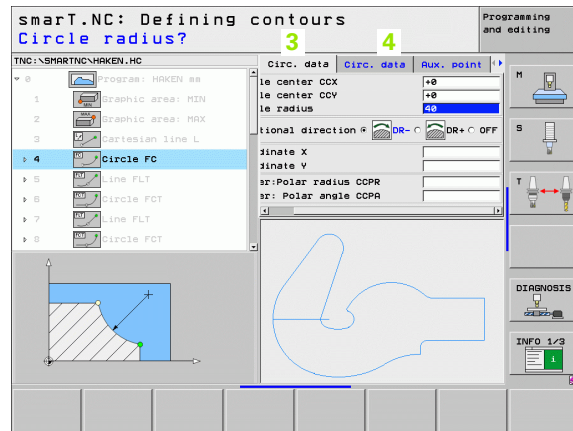 smarT.NC: Defining contours
Circle radius?
Programming
and editing
3
4
TNC:\SMARTNC\HAKEN.HC
Circ. data
Circ. data
Aux. point
0 Program: HAKEN mm
1 Graphic area: MIN
2 Graphic area: MAX
3 Cartesian line L
4 Circle FC
5 Line FLT
6 Circle FCT
7 Line FLT
8 Circle FCT
le center CCX +0
le center CCY +0
le radius 40
tional direction DR- DR+ OFF
dinate X
dinate Y
er:Polar radius CCPR
er: Polar angle CCPA
M
S
T
DIAGNOSIS
INFO 1/3